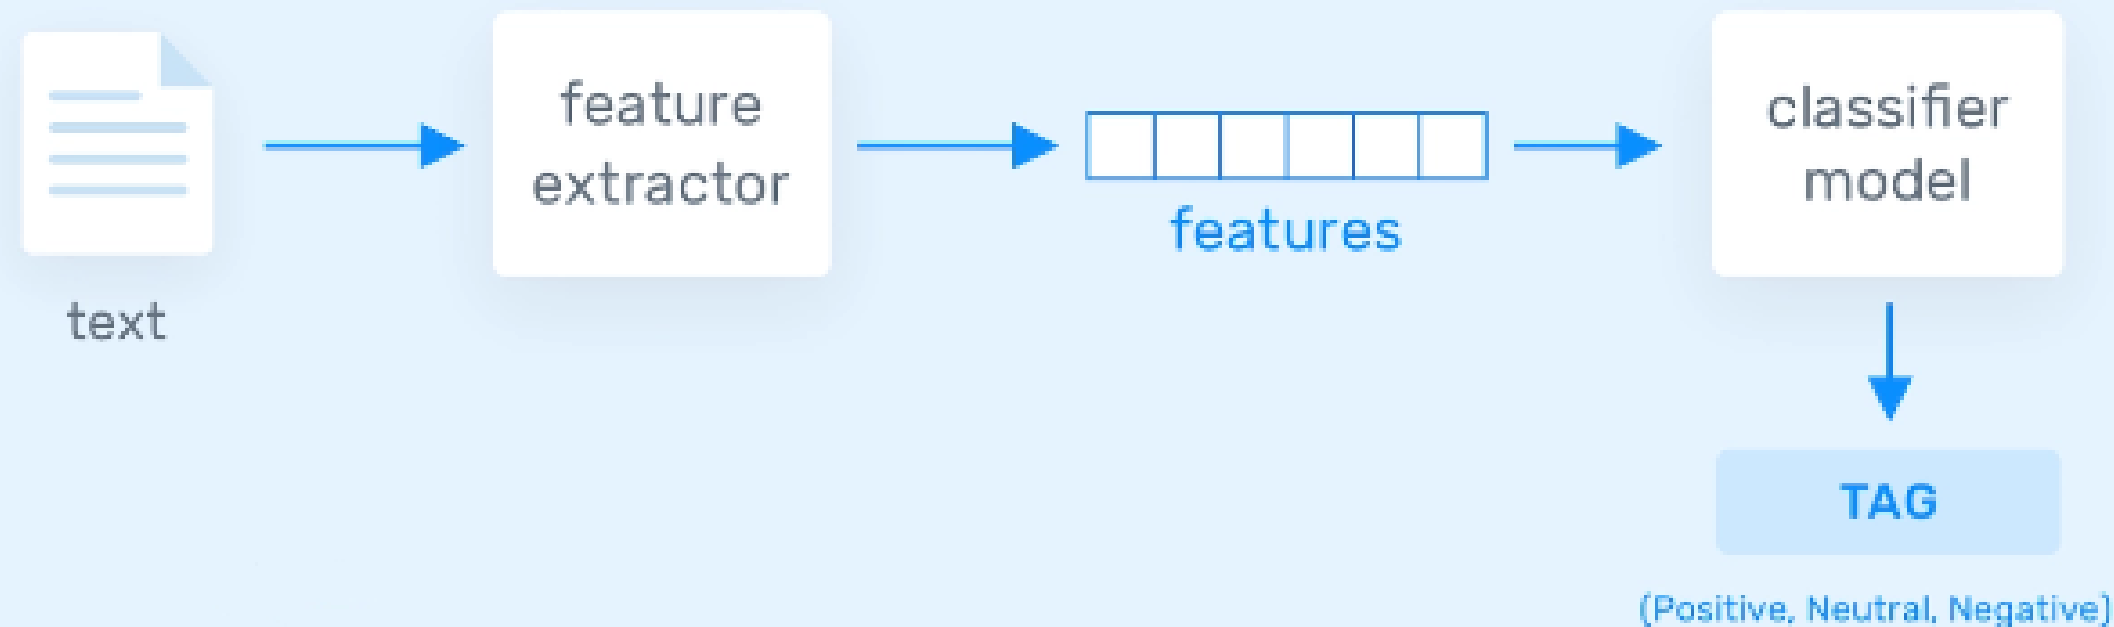 text
feature
extractor
features
classifier
model
TAG
(Positive, Neutral, Negative)